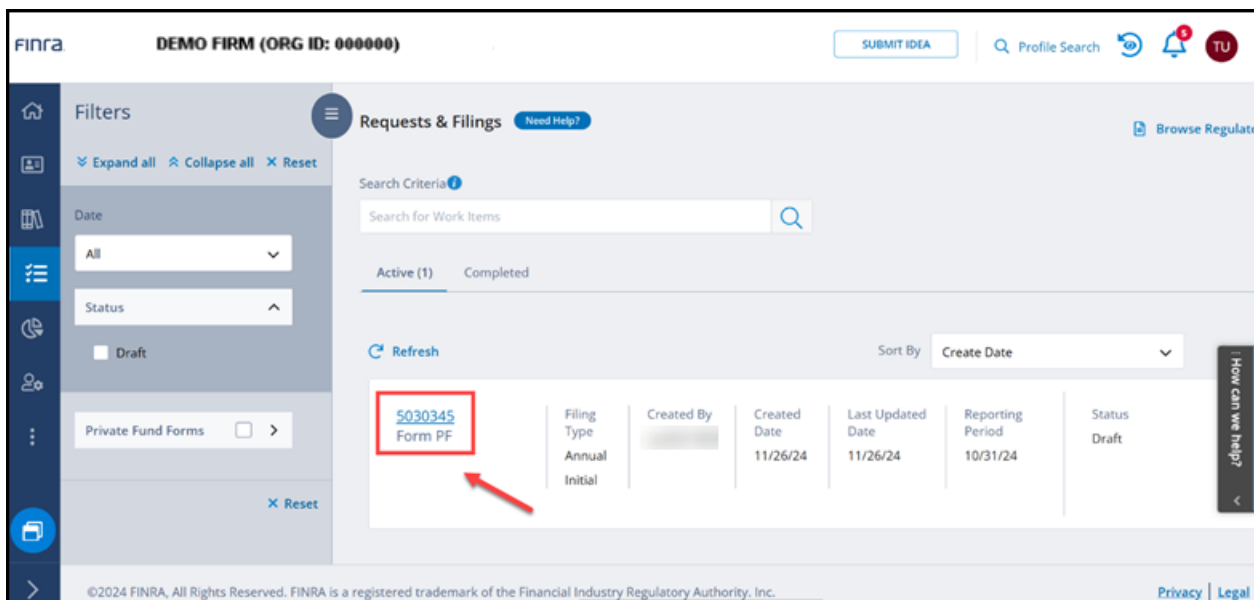 FINRA
DEMO FIRM (ORG ID: 000000)
SUBMIT IDEA
Profile Search
5
TU
Filters
Expand all Collapse all Reset
Date
All
Status
Draft
Private Fund Forms
Reset
Requests & Filings Need Help?
Browse Regulat
Search Criteria
Search for Work Items
Active (1) Completed
Refresh
Sort By Create Date
5030345
Form PF
Filing
Type
Annual
Initial
Created By
Created
Date
11/26/24
Last Updated
Date
11/26/24
Reporting
Period
10/31/24
Status
Draft
How can we help?
©2024 FINRA, All Rights Reserved. FINRA is a registered trademark of the Financial Industry Regulatory Authority. Inc.
Privacy | Legal